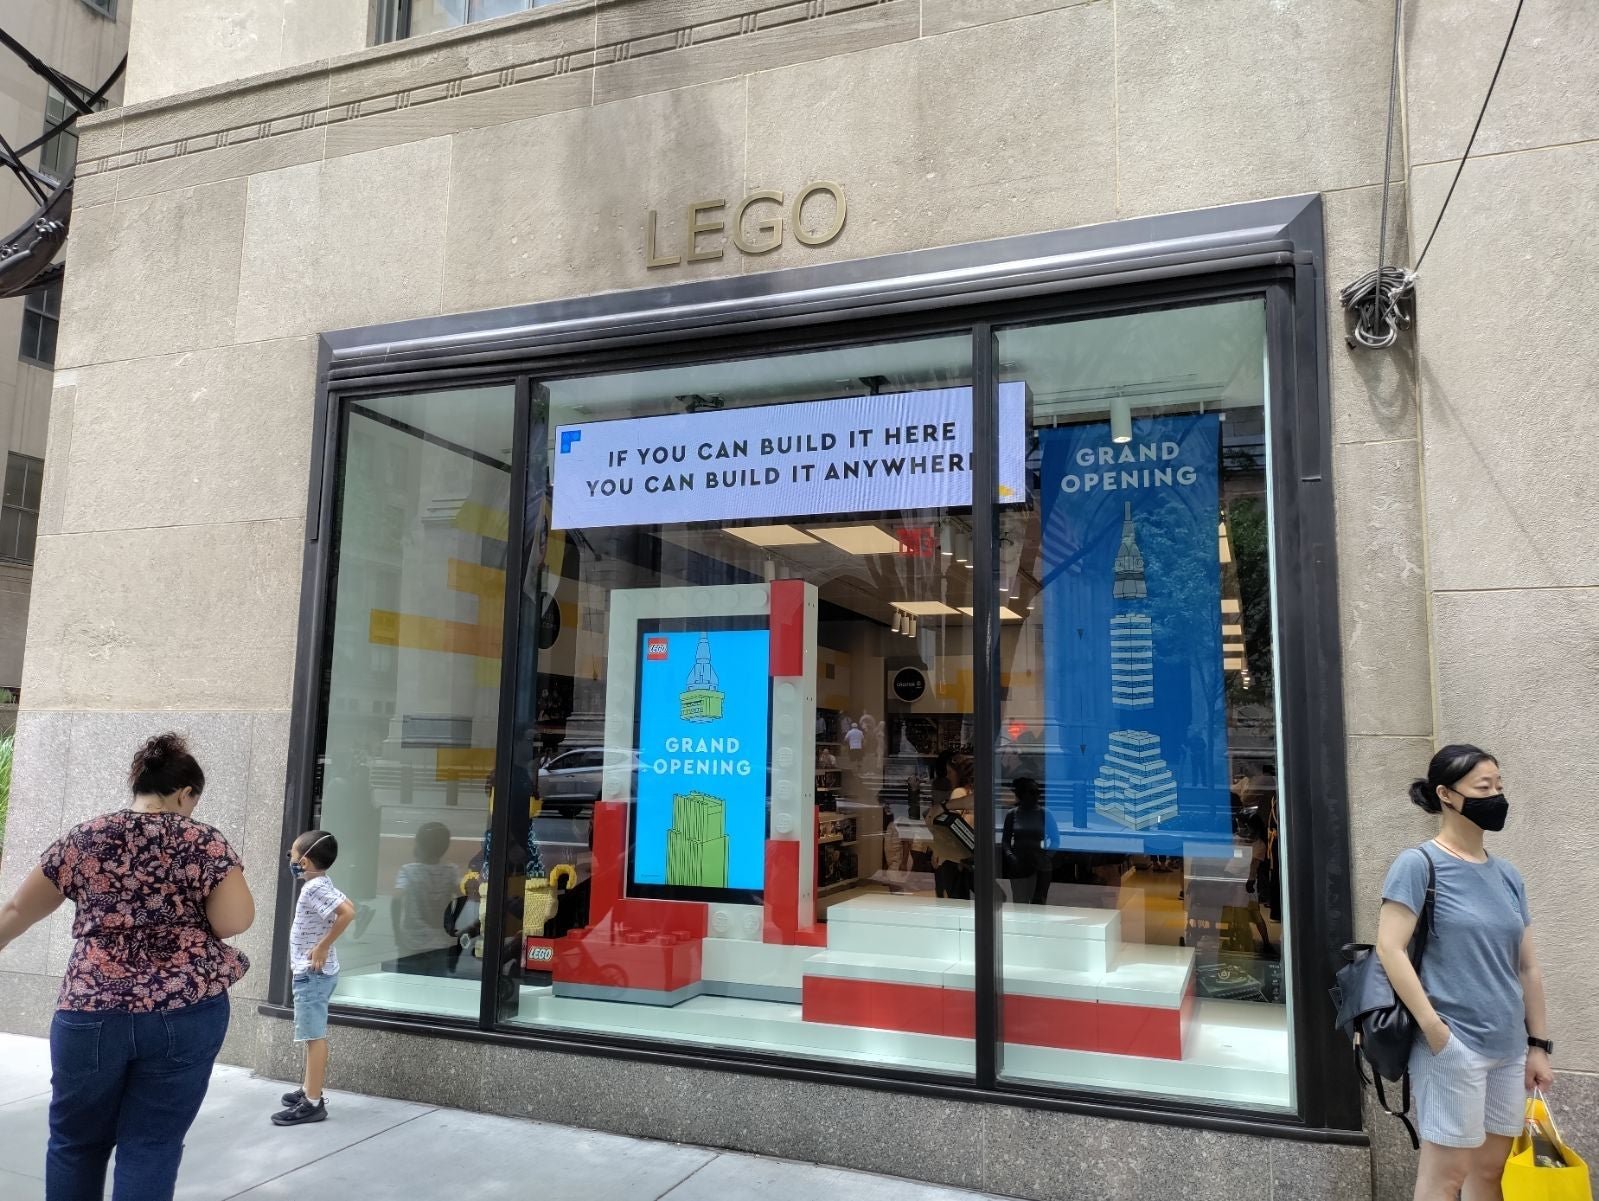 LEGO
IF YOU CAN BUILD IT HERE
YOU CAN BUILD IT ANYWHERE
GRAND
OPENING
LEGO
GRAND
OPENING
LEGO